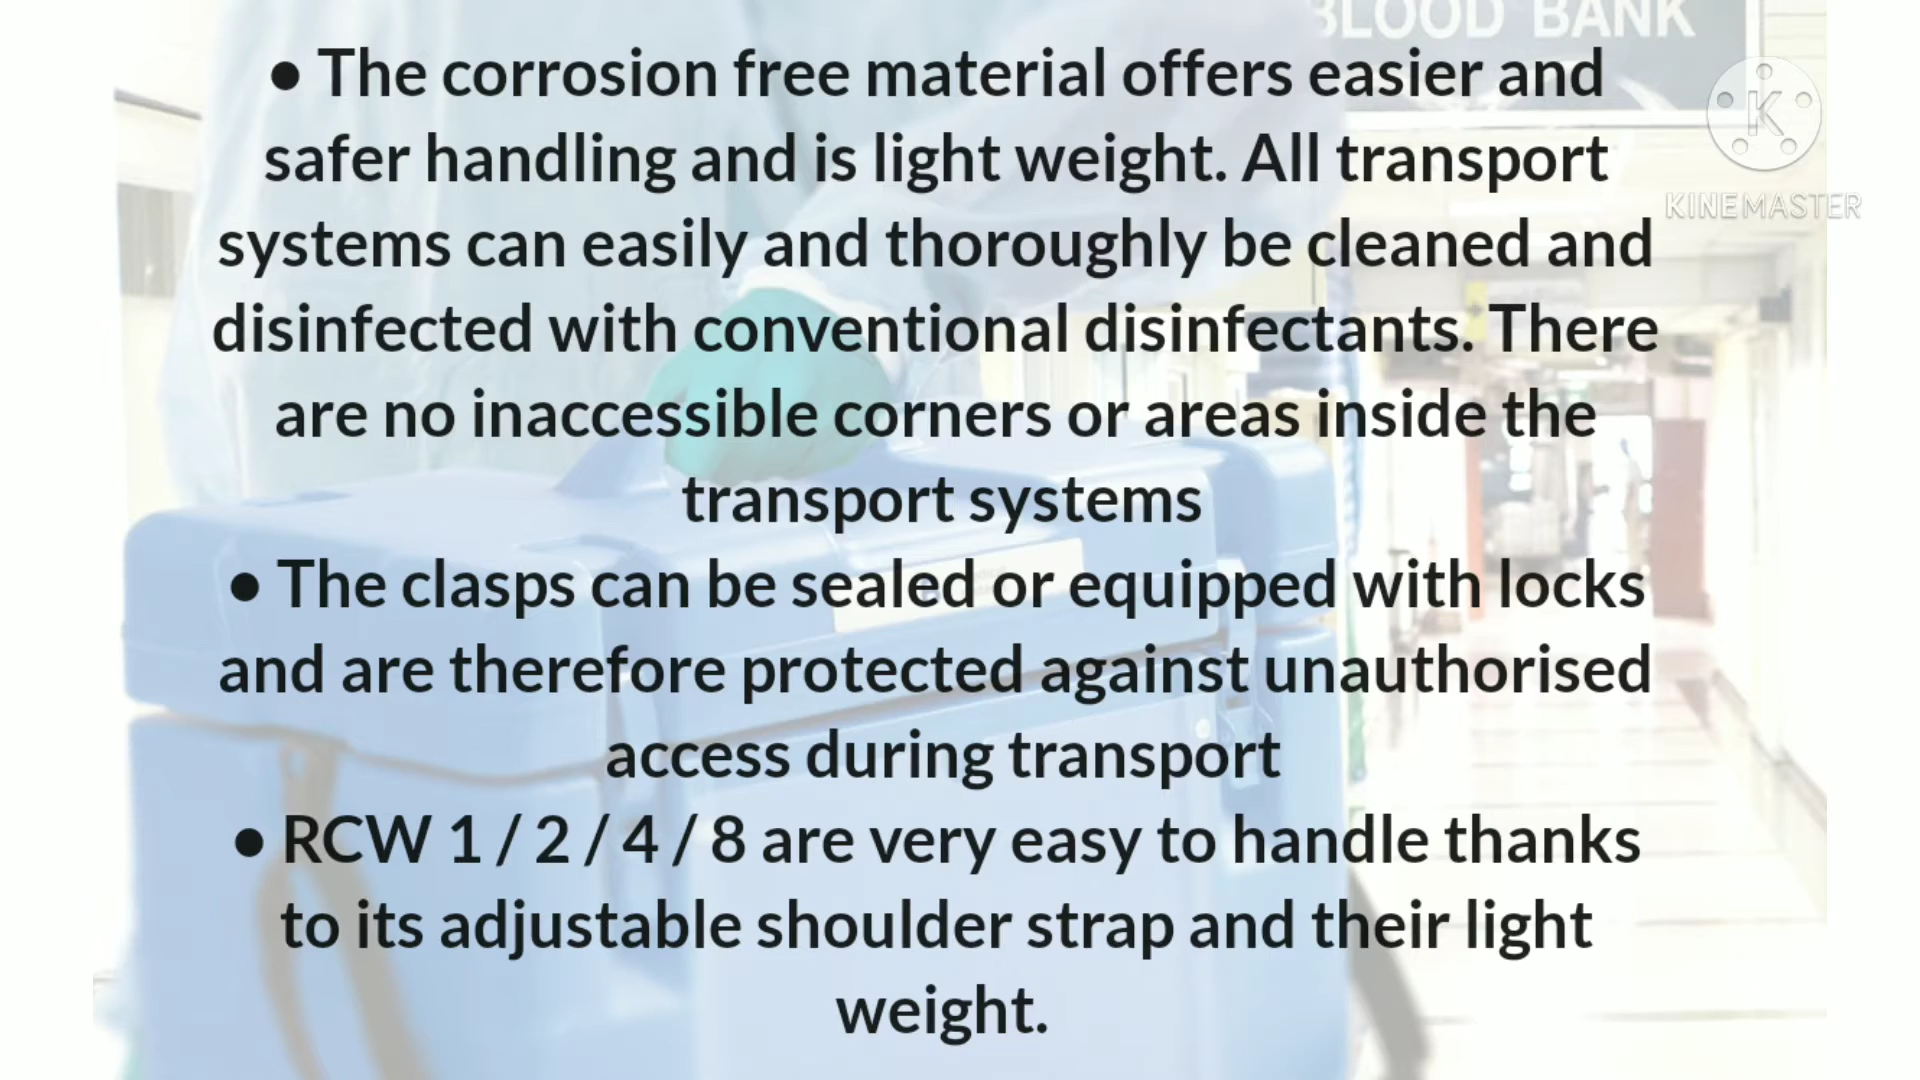 BLOOD BANK
● The corrosion free material offers easier and
safer handling and is light weight. All transport
systems can easily and thoroughly be cleaned and
disinfected with conventional disinfectants. There
are no inaccessible corners or areas inside the
transport systems
● The clasps can be sealed or equipped with locks
and are therefore protected against unauthorised
access during transport
● RCW 1 / 2 / 4 / 8 are very easy to handle thanks
to its adjustable shoulder strap and their light
weight.
K
KINEMASTER